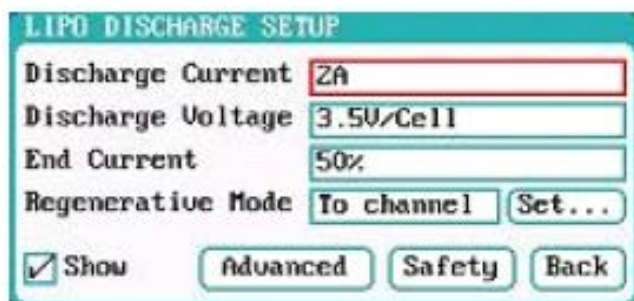 LIPO DISCHARGE SETUP
Discharge Current 2A
Discharge Voltage 3.5V/Cell
End Current 50%
Regenerative Mode To channel Set...
Show Advanced Safety Back